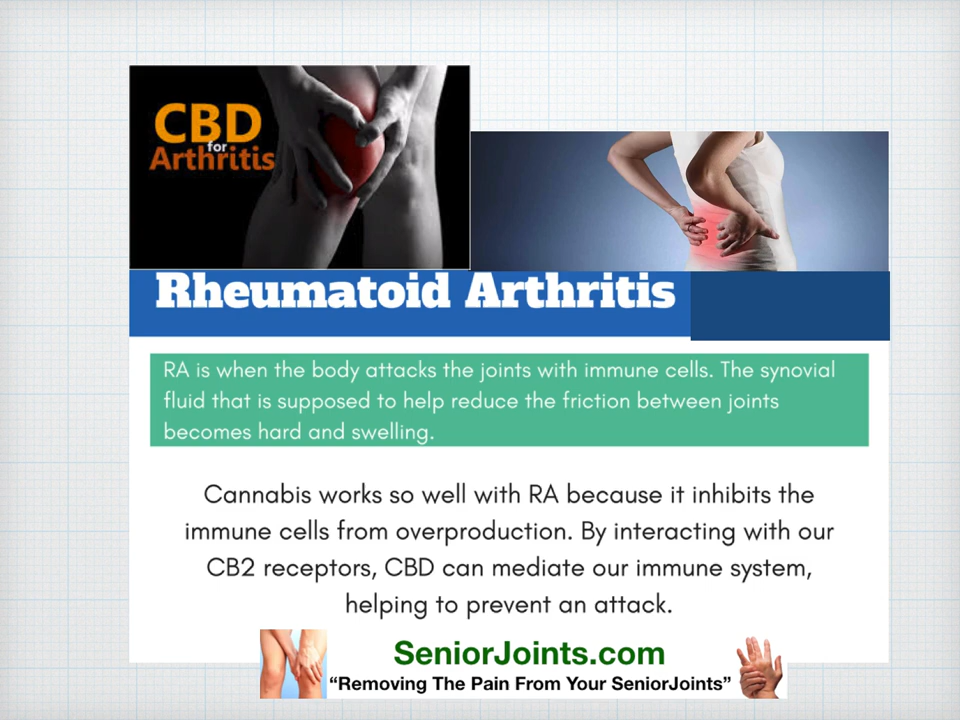 CBD
for
Arthritis
Rheumatoid Arthritis
RA is when the body attacks the joints with immune cells. The synovial
fluid that is supposed to help reduce the friction between joints
becomes hard and swelling.
Cannabis works so well with RA because it inhibits the
immune cells from overproduction. By interacting with our
CB2 receptors, CBD can mediate our immune system,
helping to prevent an attack.
SeniorJoints.com
“Removing The Pain From Your SeniorJoints”